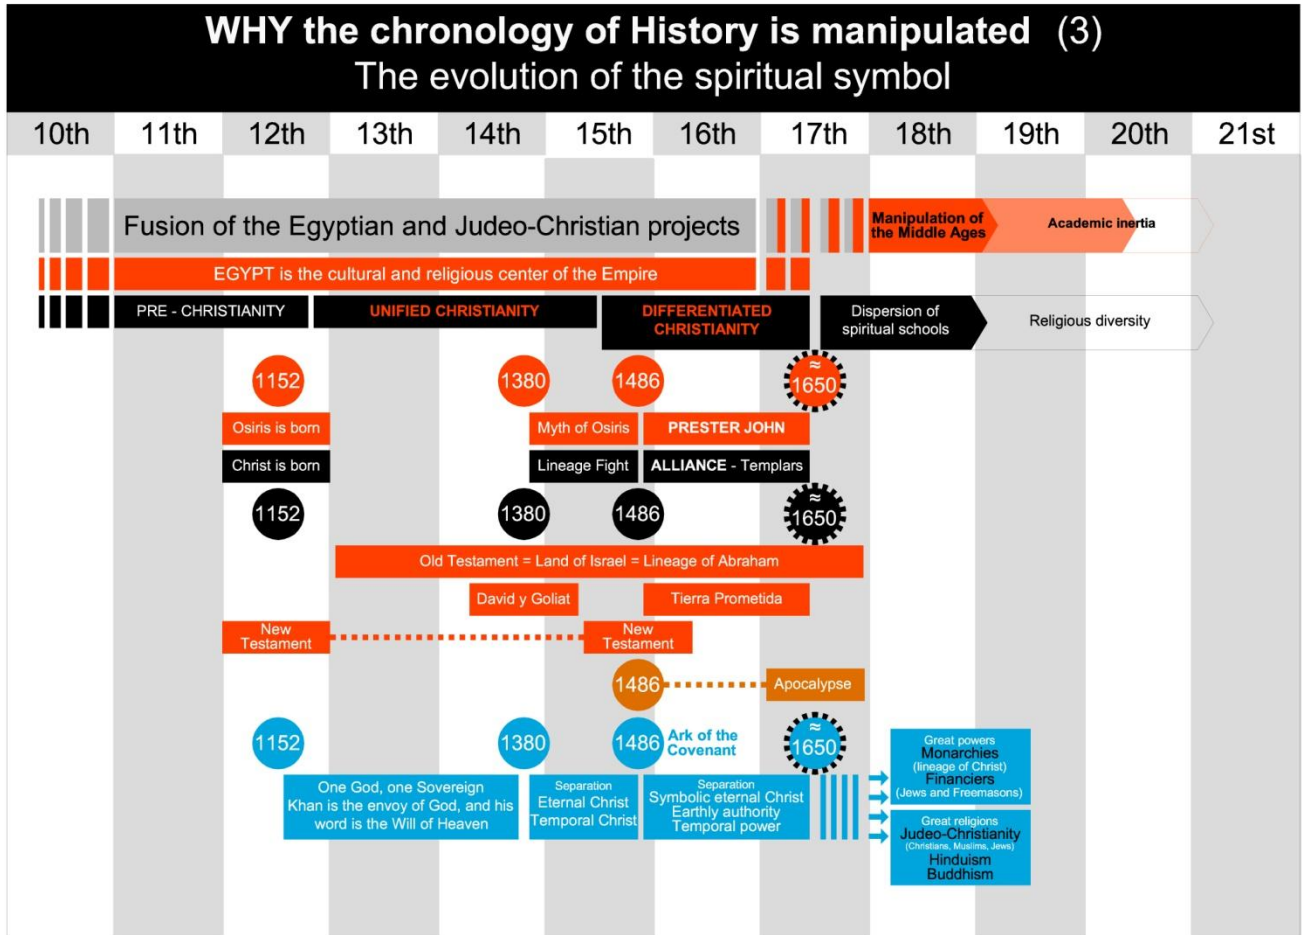 WHY the chronology of History is manipulated (3)
The evolution of the spiritual symbol
10th 11th 12th 13th 14th 15th 16th 17th 18th 19th 20th 21st
Fusion of the Egyptian and Judeo-Christian projects
Manipulation of
the Middle Ages
Academic inertia
EGYPT is the cultural and religious center of the Empire
PRE - CHRISTIANITY
UNIFIED CHRISTIANITY
DIFFERENTIATED
CHRISTIANITY
Dispersion of
spiritual schools
Religious diversity
1152
1380
1486
≈
1650
Osiris is born
Myth of Osiris
PRESTER JOHN
Christ is born
Lineage Fight
ALLIANCE - Templars
1152
1380
1486
≈
1650
Old Testament = Land of Israel = Lineage of Abraham
David y Goliat
Tierra Prometida
New
Testament
New
Testament
1486
Apocalypse
1152
1380
1486
Ark of the
Covenant
≈
1650
One God, one Sovereign
Khan is the envoy of God, and his
word is the Will of Heaven
Separation
Eternal Christ
Temporal Christ
Separation
Symbolic eternal Christ
Earthly authority
Temporal power
Great powers
Monarchies
(lineage of Christ)
Financiers
(Jews and Freemasons)
Great religions
Judeo-Christianity
(Christians, Muslims, Jews)
Hinduism
Buddhism